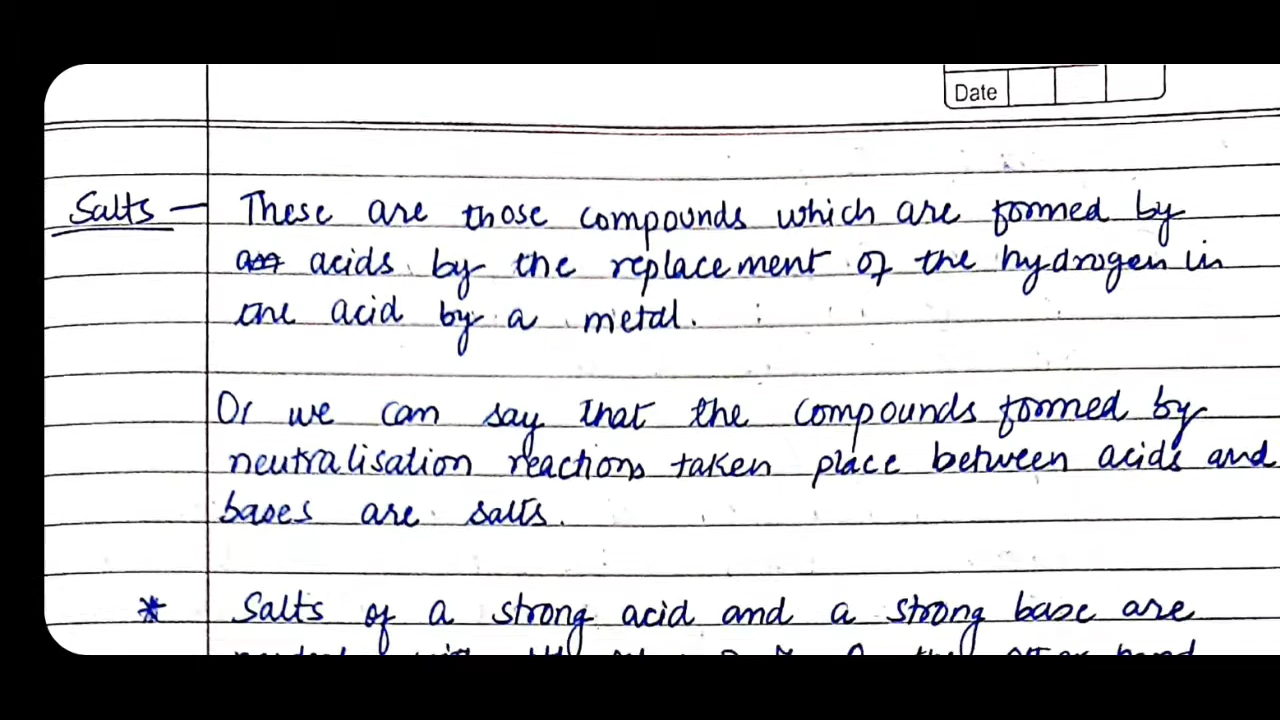 Date
Salts — These are those compounds which are formed by
acids by the replacement of the hydrogen in
the acid by a metal.
Or we can say that the compounds formed by
neutralisation reactions taken place between acids and
bases are salts.
* Salts of a strong acid and a strong base are